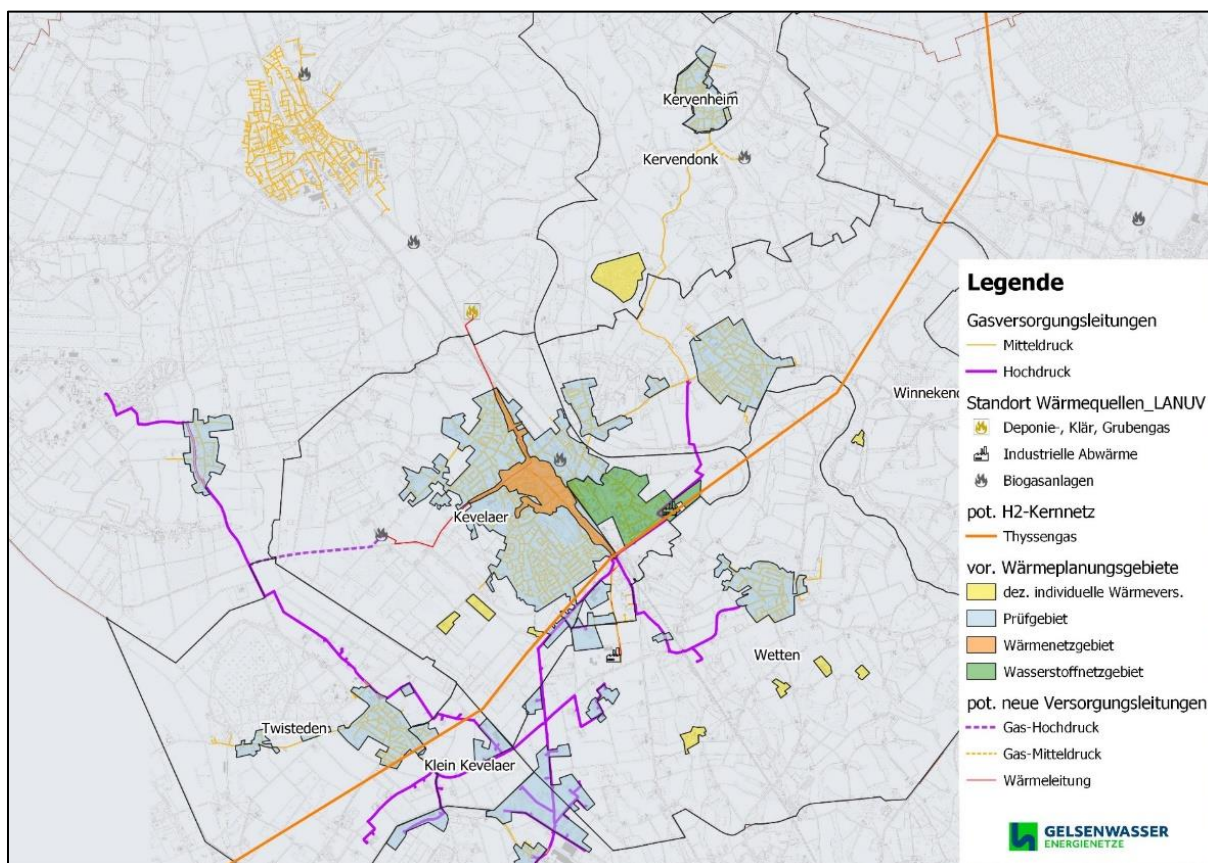 Kervenheim
Kervendonk
Winnekend
Kevelaer
Wetten
Twisteden
Klein Kevelaer
Legende
Gasversorgungsleitungen
Mitteldruck
Hochdruck
Standort Wärmequellen_LANUV
Deponie-, Klär, Grubengas
Industrielle Abwärme
Biogasanlagen
pot. H2-Kernnetz
Thyssengas
vor. Wärmeplanungsgebiete
dez. individuelle Wärmevers.
Prüfgebiet
Wärmenetzgebiet
Wasserstoffnetzgebiet
pot. neue Versorgungsleitungen
Gas-Hochdruck
Gas-Mitteldruck
Wärmeleitung
GELSENWASSER
ENERGIENETZE